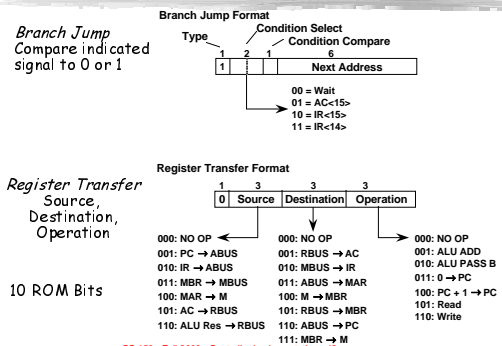 Branch Jump Format
Branch Jump
Compare indicated
signal to 0 or 1
Type
Condition Select
Condition Compare
1 2 1 6
1 Next Address
00 = Wait
01 = AC<15>
10 = IR<15>
11 = IR<14>
Register Transfer Format
Register Transfer
Source,
Destination,
Operation
1 3 3 3
0 Source Destination Operation
10 ROM Bits
000: NO OP
001: PC → ABUS
010: IR → ABUS
011: MBR → MBUS
100: MAR → M
101: AC → RBUS
110: ALU Res → RBUS
000: NO OP
001: RBUS → AC
010: MBUS → IR
011: ABUS → MAR
100: M → MBR
101: RBUS → MBR
110: ABUS → PC
111: MBR → M
000: NO OP
001: ALU ADD
010: ALU PASS B
011: 0 → PC
100: PC + 1 → PC
101: Read
110: Write